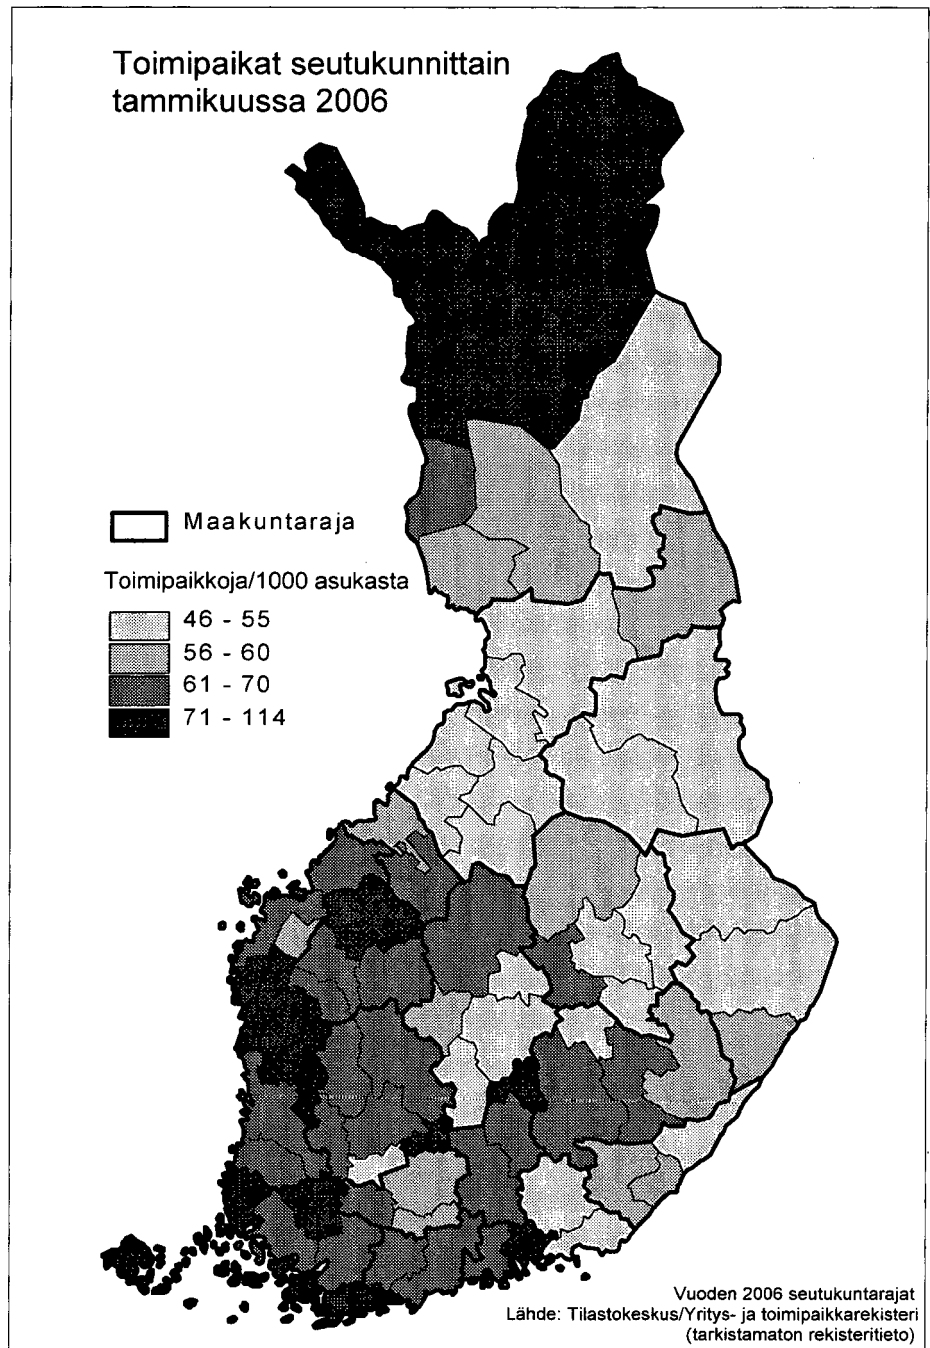 Toimipaikat seutukunnittain
tammikuussa 2006
Maakuntaraja
Toimipaikkoja/1000 asukasta
46 - 55
56 - 60
61 - 70
71 - 114
Vuoden 2006 seutukuntarajat
Lähde: Tilastokeskus/Yritys- ja toimipaikkarekisteri
(tarkistamaton rekisteritieto)